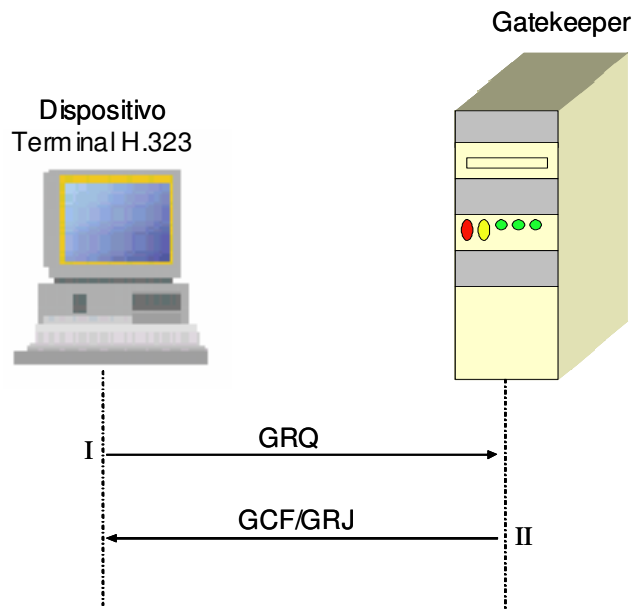 Gatekeeper
Dispositivo
Terminal H.323
I
GRQ
GCF/GRJ
II